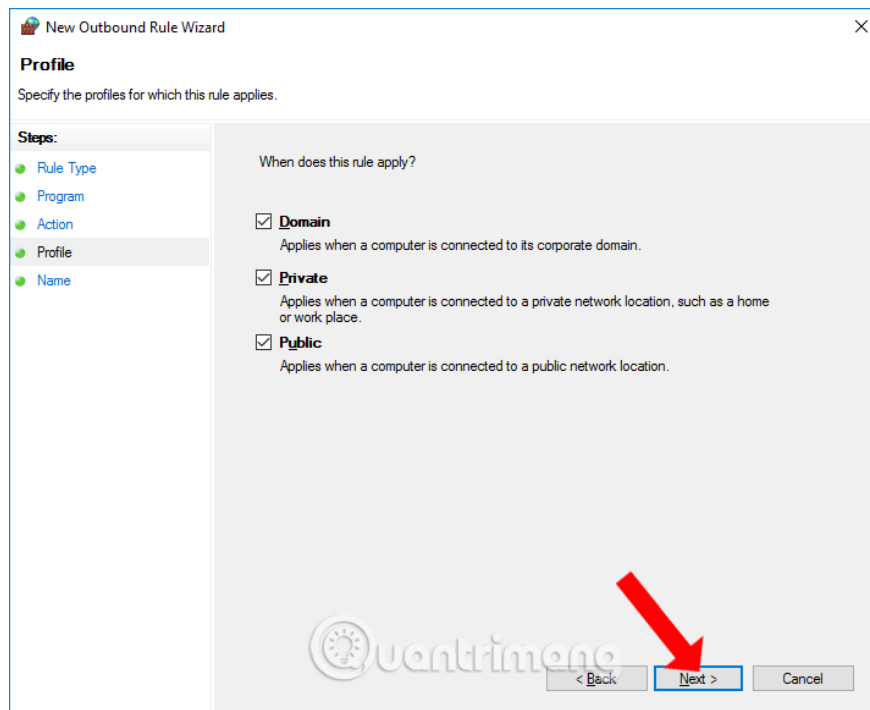 New Outbound Rule Wizard
Profile
Specify the profiles for which this rule applies.
Steps:
Rule Type
Program
Action
Profile
Name
When does this rule apply?
Domain
Applies when a computer is connected to its corporate domain.
Private
Applies when a computer is connected to a private network location, such as a home
or work place.
Public
Applies when a computer is connected to a public network location.
Quantrimang
< Back
Next >
Cancel